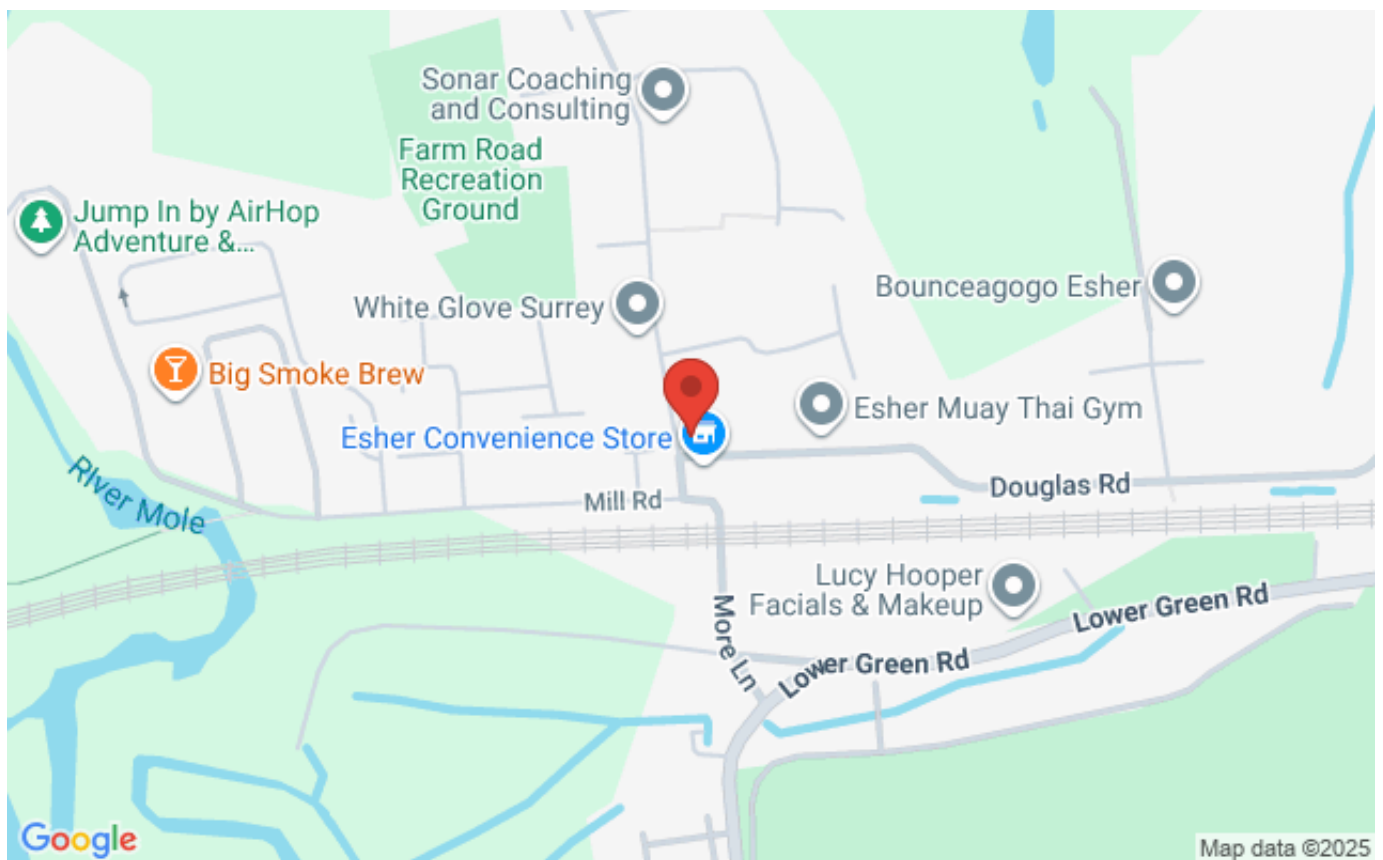 Sonar Coaching
and Consulting
Farm Road
Recreation
Ground
Jump In by AirHop
Adventure &...
Bounceagogo Esher
White Glove Surrey
Big Smoke Brew
Esher Muay Thai Gym
Esher Convenience Store
River Mole
Mill Rd
Douglas Rd
Lucy Hooper
Facials & Makeup
More Ln
Lower Green Rd
Lower Green Rd
Google
Map data ©2025